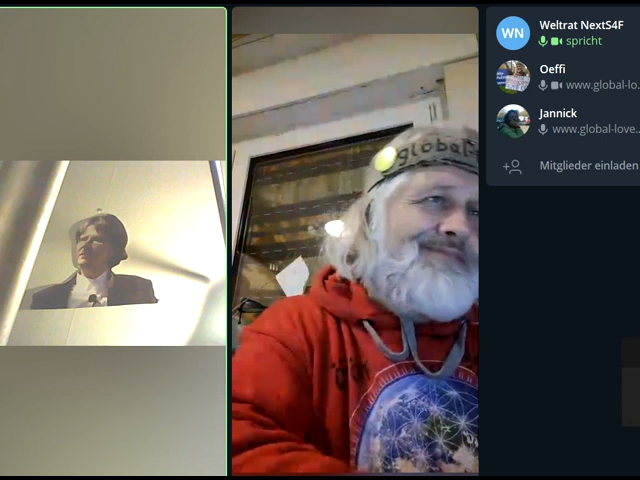 WN
Weltrat NextS4F
spricht
Oeffi
www.global-lo...
Jannick
www.global-love...
Mitglieder einladen
global-